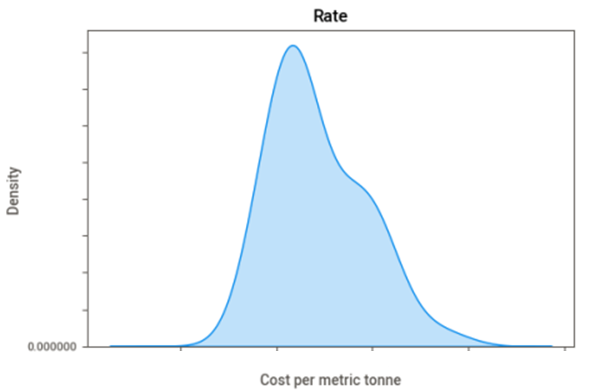 Rate
Density
0.000000
Cost per metric tonne